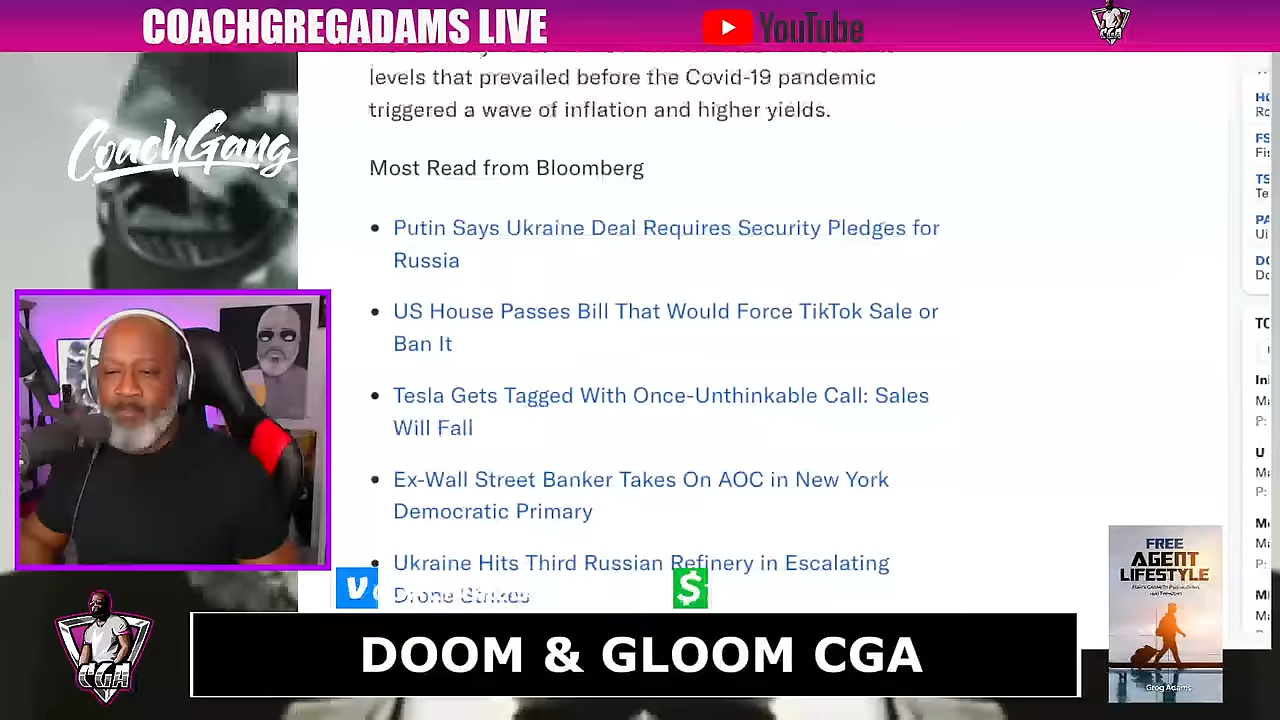 COACHGREGADAMS LIVE
YouTube
CGA
levels that prevailed before the Covid-19 pandemic
triggered a wave of inflation and higher yields.
CoachGang
Most Read from Bloomberg
Putin Says Ukraine Deal Requires Security Pledges for
Russia
US House Passes Bill That Would Force TikTok Sale or
Ban It
Tesla Gets Tagged With Once-Unthinkable Call: Sales
Will Fall
Ex-Wall Street Banker Takes On AOC in New York
Democratic Primary
Ukraine Hits Third Russian Refinery in Escalating
Drone Strikes
DOOM & GLOOM CGA
CGA
FREE
AGENT
LIFESTYLE
Greg Adams